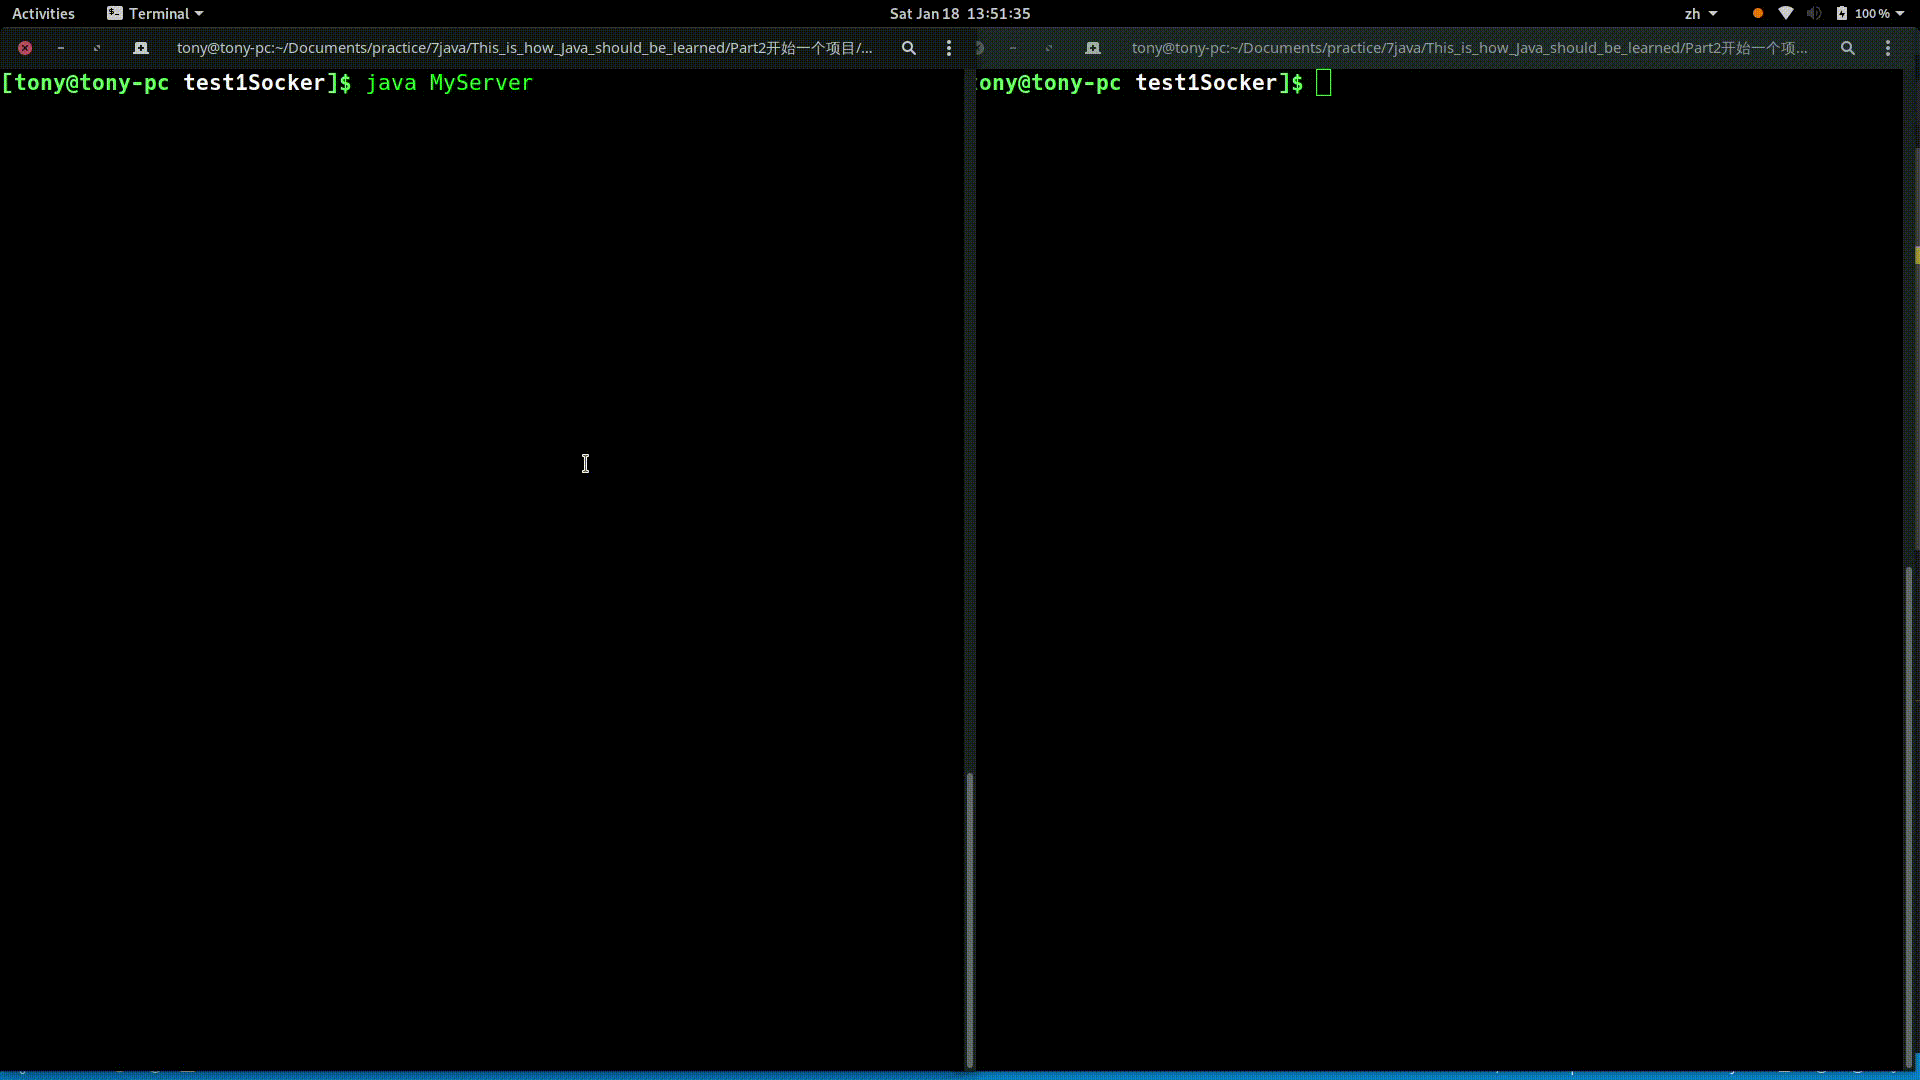 Activities Terminal Sat Jan 18 13:51:35 zh 100 %
tony@tony-pc:~/Documents/practice/7java/This_is_how_Java_should_be_learned/Part2开始一个项目/...
tony@tony-pc:~/Documents/practice/7java/This_is_how_Java_should_be_learned/Part2开始一个项...
[tony@tony-pc test1Socker]$ java MyServer
ony@tony-pc test1Socker]$